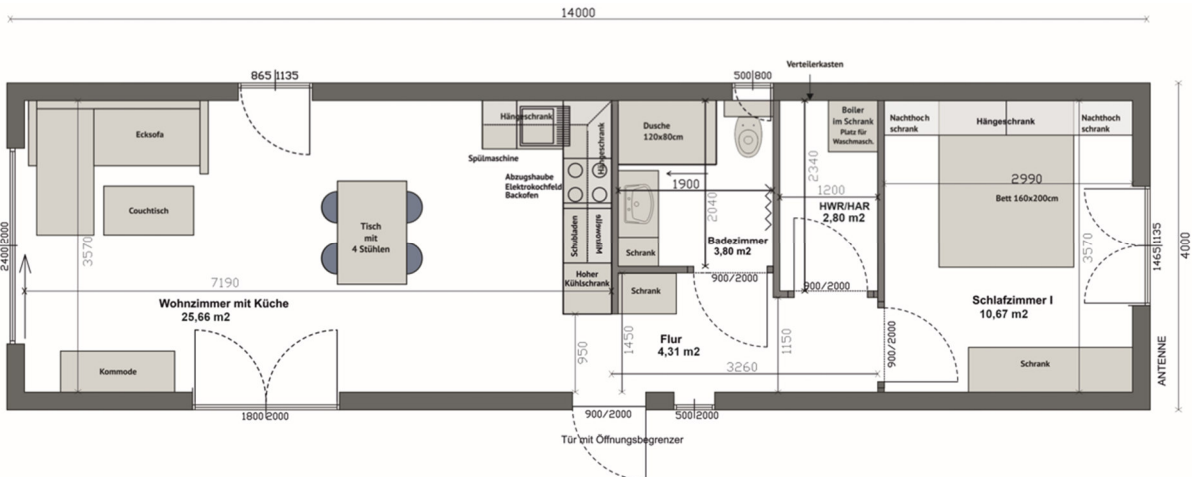 14000
865 1135
500 800
Verteilerkasten
Ecksofa
Hängeschrank
Spülmaschine
Hängeschrank
Abzugshaube
Elektrokochfeld
Backofen
Dusche
120x80cm
Boiler
im Schrank
Platz für
Waschmasch.
Nachthoch
schrank
Hängeschrank
Nachthoch
schrank
Couchtisch
Tisch
mit
4 Stühlen
1900
2040
2340
1200
2990
Bett 160x200cm
HWR/HAR
2,80 m2
Badezimmer
3,80 m2
Schrank
Schubladen
Hoher
Kühlschrank
Schrank
900/2000
900/2000
2400 2000
3570
7190
Wohnzimmer mit Küche
25,66 m2
3570
1465 1135
4000
Schlafzimmer I
10,67 m2
Flur
4,31 m2
950
1450
1150
900/2000
3260
Kommode
Schrank
ANTENNE
1800 2000
900/2000
500 2000
Tür mit Öffnungsbegrenzer